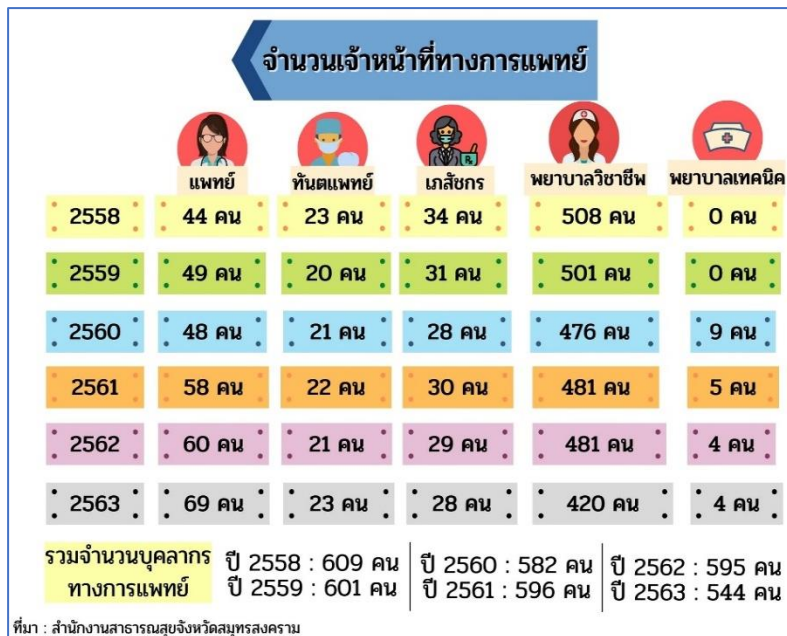 จำนวนเจ้าหน้าที่ทางการแพทย์
แพทย์ ทันตแพทย์ เภสัชกร พยาบาลวิชาชีพ พยาบาลเทคนิค
2558 44 คน 23 คน 34 คน 508 คน 0 คน
2559 49 คน 20 คน 31 คน 501 คน 0 คน
2560 48 คน 21 คน 28 คน 476 คน 9 คน
2561 58 คน 22 คน 30 คน 481 คน 5 คน
2562 60 คน 21 คน 29 คน 481 คน 4 คน
2563 69 คน 23 คน 28 คน 420 คน 4 คน
รวมจำนวนบุคลากร
ทางการแพทย์
ปี 2558 : 609 คน
ปี 2559 : 601 คน
ปี 2560 : 582 คน
ปี 2561 : 596 คน
ปี 2562 : 595 คน
ปี 2563 : 544 คน
ที่มา : สำนักงานสาธารณสุขจังหวัดสมุทรสงคราม